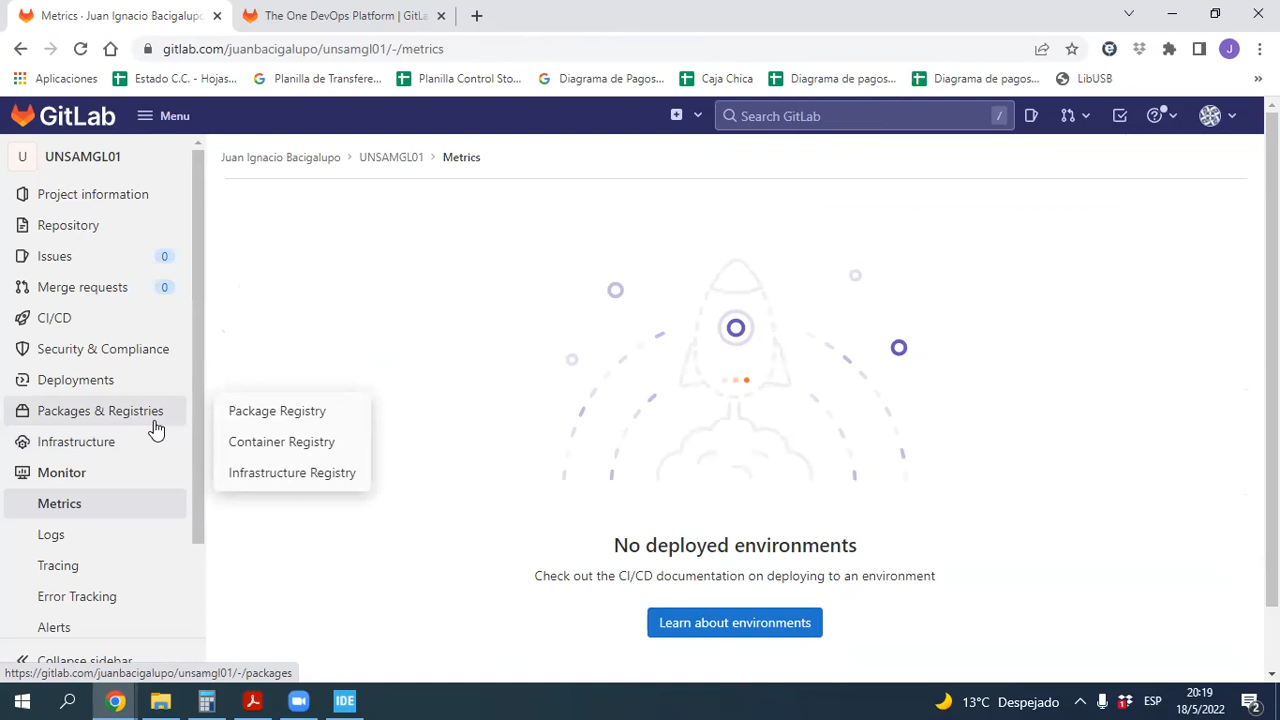 Metrics · Juan Ignacio Bacigalupo
The One DevOps Platform | GitLa
gitlab.com/juanbacigalupo/unsamgl01/-/metrics
J
Aplicaciones
Estado C.C. - Hojas...
Planilla de Transfere...
Planilla Control Sto...
Diagrama de Pagos...
Caja Chica
Diagrama de pagos...
Diagrama de pagos...
LibUSB
»
GitLab
Menu
Search GitLab
/
U
UNSAMGL01
Juan Ignacio Bacigalupo > UNSAMGL01 > Metrics
Project information
Repository
Issues 0
Merge requests 0
CI/CD
Security & Compliance
Deployments
Packages & Registries
Infrastructure
Monitor
Metrics
Logs
Tracing
Error Tracking
Alerts
Collapse sidebar
Package Registry
Container Registry
Infrastructure Registry
No deployed environments
Check out the CI/CD documentation on deploying to an environment
Learn about environments
https://gitlab.com/juanbacigalupo/unsamgl01/-/packages
IDE
13°C Despejado
ESP
20:19
18/5/2022
2